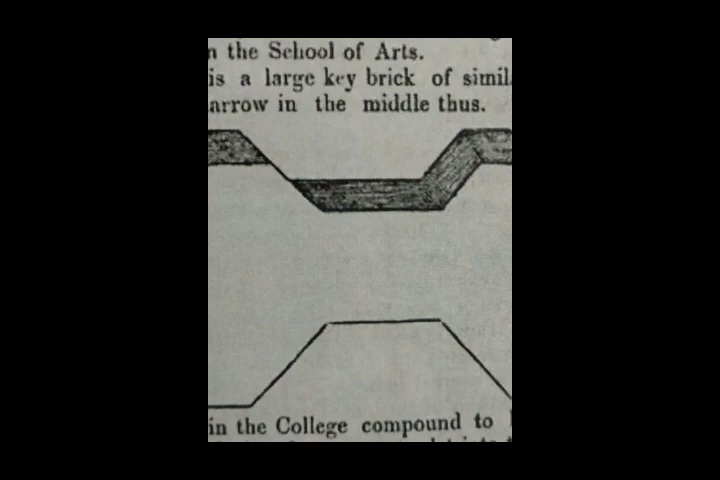 n the School of Arts.
is a large key brick of simil
arrow in the middle thus.
in the College compound to